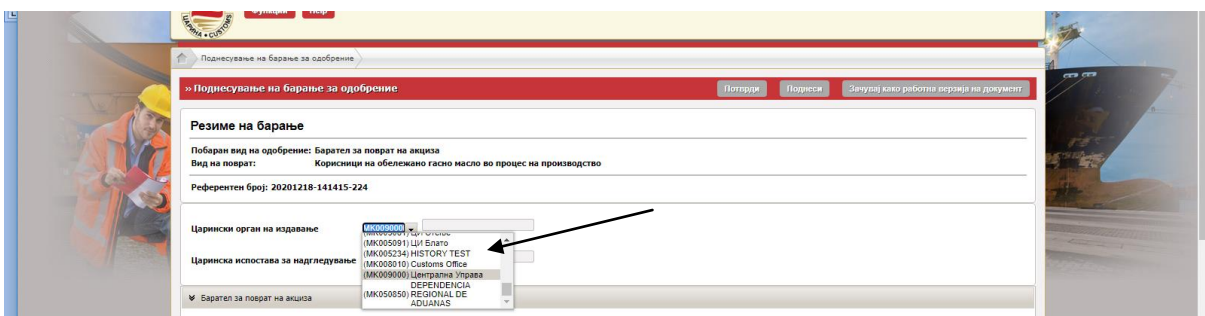 ЦАРИНА • CUSTOMS
Функции Help
Поднесување на барање за одобрение
» Поднесување на барање за одобрение Потврди Поднеси Зачувај како работна верзија на документ
Резиме на барање
Побаран вид на одобрение: Барател за поврат на акциза
Вид на поврат: Корисници на обележано гасно масло во процес на производство
Референтен број: 20201218-141415-224
Царински орган на издавање MK009000
(MK005091) ЦИ Блато
(MK005234) HISTORY TEST
Царинска испостава за надгледување
(MK008010) Customs Office
(MK009000) Централна Управа
DEPENDENCIA
(MK050850) REGIONAL DE
ADUANAS
Барател за поврат на акциза